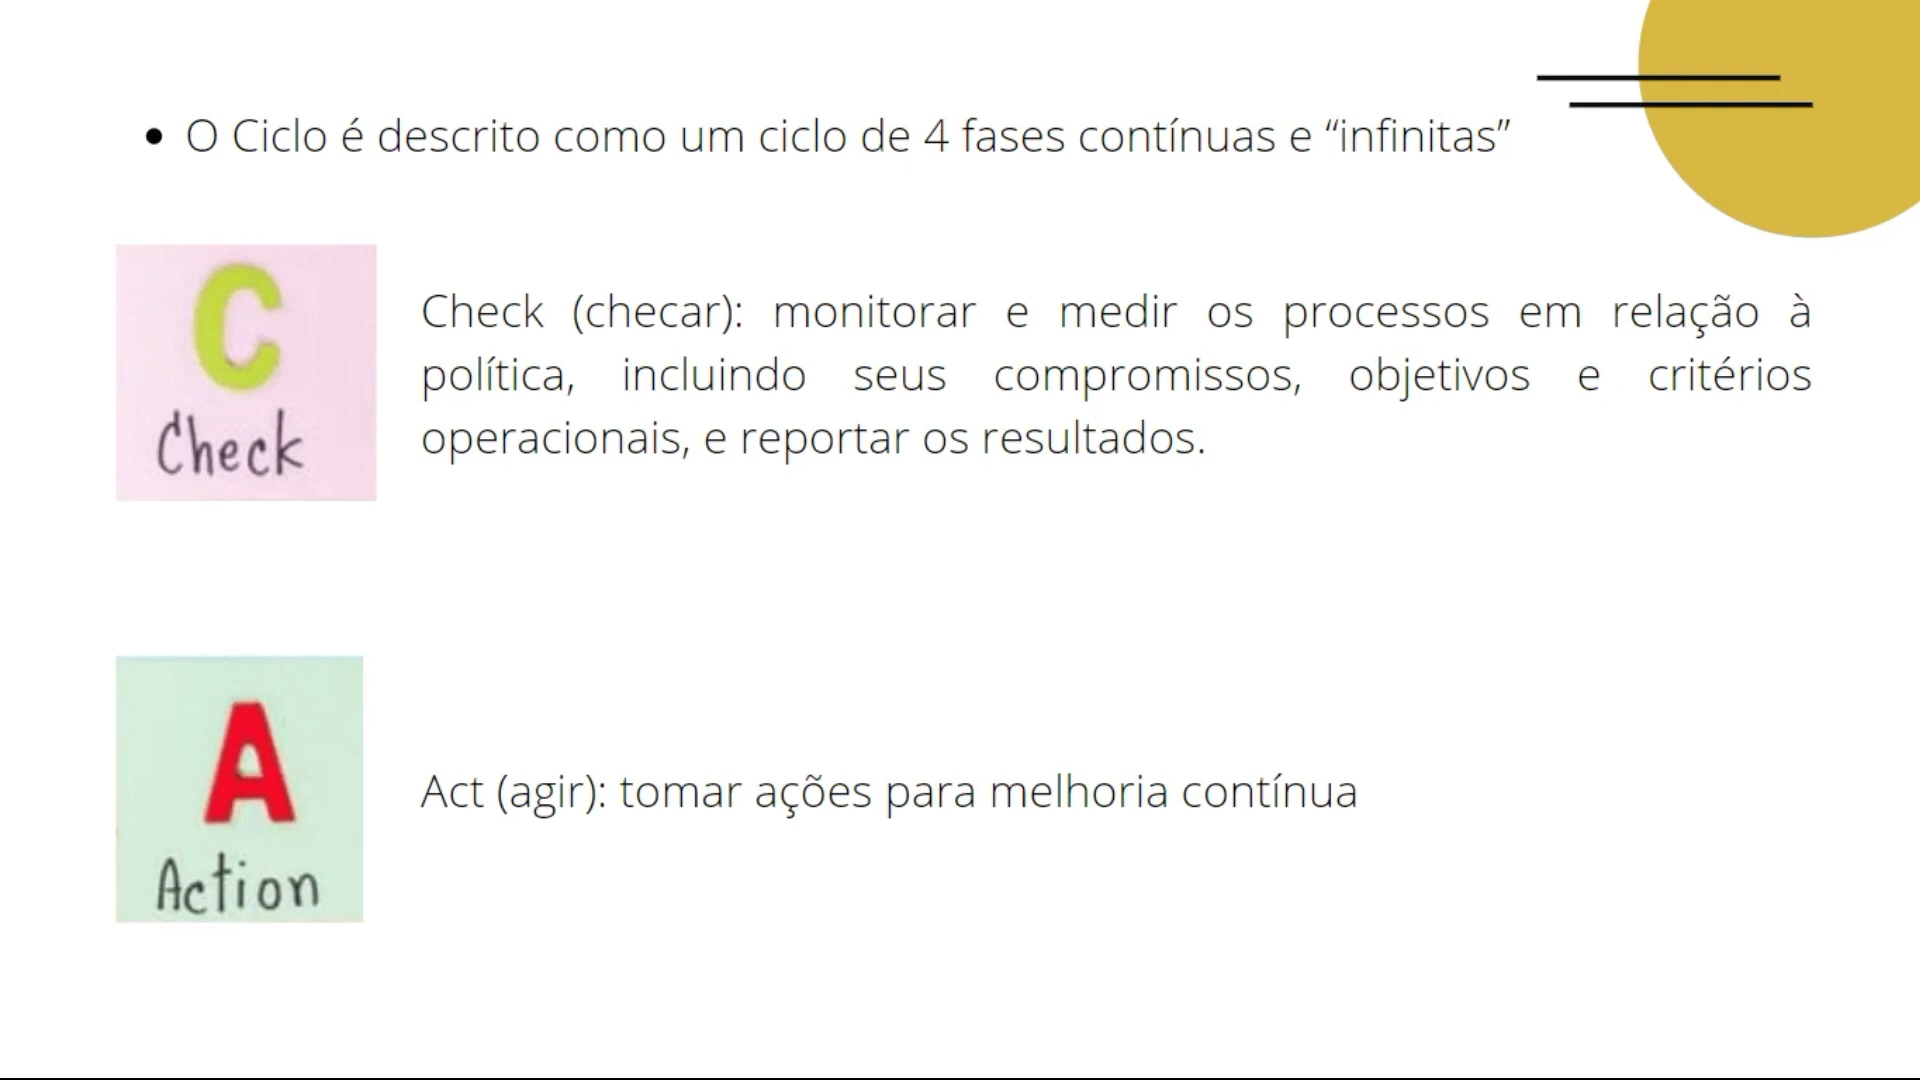 O Ciclo é descrito como um ciclo de 4 fases contínuas e “infinitas”
C
Check
Check (checar): monitorar e medir os processos em relação à
política, incluindo seus compromissos, objetivos e critérios
operacionais, e reportar os resultados.
A
Action
Act (agir): tomar ações para melhoria contínua